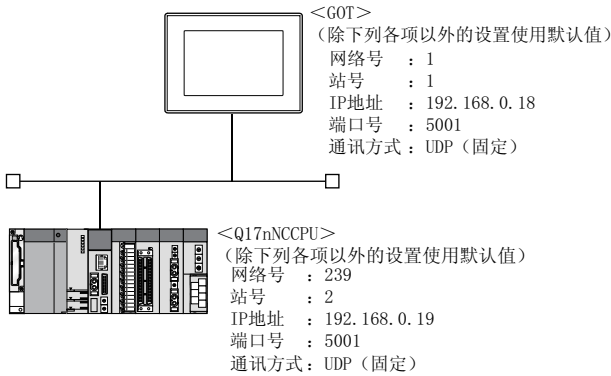 <GOT>
（除下列各项以外的设置使用默认值）
网络号 ：1
站号 ：1
IP地址 ：192.168.0.18
端口号 ：5001
通讯方式：UDP（固定）
<Q17nNCCPU>
（除下列各项以外的设置使用默认值）
网络号 ：239
站号 ：2
IP地址 ：192.168.0.19
端口号 ：5001
通讯方式：UDP（固定）